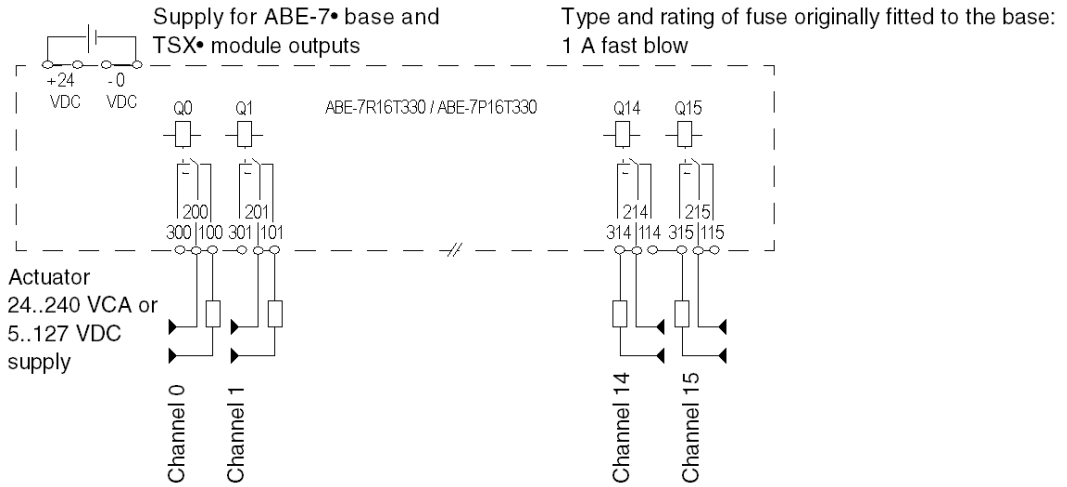 Supply for ABE-7• base and
TSX• module outputs
Type and rating of fuse originally fitted to the base:
1 A fast blow
+24
VDC
-0
VDC
Q0
Q1
ABE-7R16T330 / ABE-7P16T330
Q14
Q15
200
201
214
215
300 100 301 101
314 114 315 115
Actuator
24..240 VCA or
5..127 VDC
supply
Channel 0
Channel 1
Channel 14
Channel 15